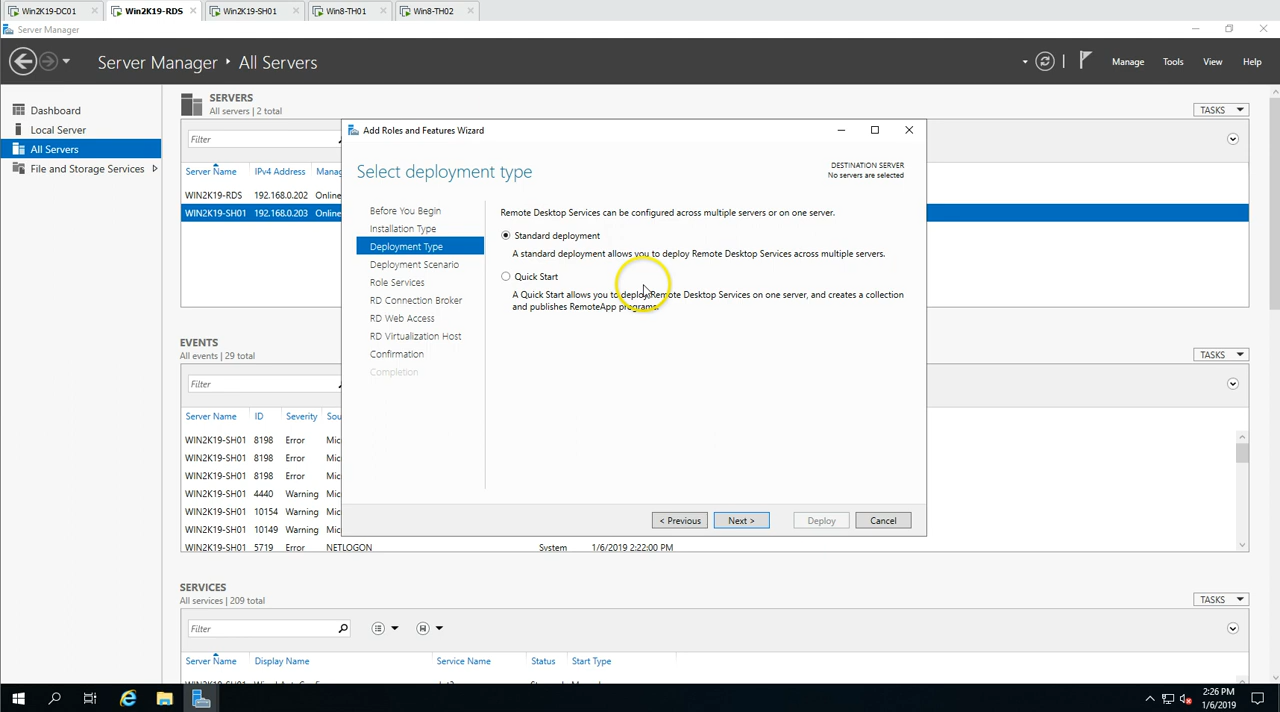 Win2K19-DC01
Win2K19-RDS
Win2K19-SH01
Win8-TH01
Win8-TH02
Server Manager
Server Manager
All Servers
Manage
Tools
View
Help
Dashboard
Local Server
All Servers
File and Storage Services
SERVERS
All servers | 2 total
TASKS
Filter
Server Name IPv4 Address Manag
WIN2K19-RDS 192.168.0.202 Online
WIN2K19-SH01 192.168.0.203 Online
Add Roles and Features Wizard
Select deployment type
DESTINATION SERVER
No servers are selected
Before You Begin
Installation Type
Deployment Type
Deployment Scenario
Role Services
RD Connection Broker
RD Web Access
RD Virtualization Host
Confirmation
Completion
Remote Desktop Services can be configured across multiple servers or on one server.
Standard deployment
A standard deployment allows you to deploy Remote Desktop Services across multiple servers.
Quick Start
A Quick Start allows you to deploy Remote Desktop Services on one server, and creates a collection
and publishes RemoteApp programs.
< Previous
Next >
Deploy
Cancel
EVENTS
All events | 29 total
TASKS
Filter
Server Name ID Severity Sou
WIN2K19-SH01 8198 Error Mic
WIN2K19-SH01 8198 Error Mic
WIN2K19-SH01 8198 Error Mic
WIN2K19-SH01 4440 Warning Mic
WIN2K19-SH01 10154 Warning Mic
WIN2K19-SH01 10149 Warning Mic
WIN2K19-SH01 5719 Error NETLOGON System 1/6/2019 2:22:00 PM
SERVICES
All services | 209 total
TASKS
Filter
Server Name Display Name Service Name Status Start Type
2:26 PM
1/6/2019